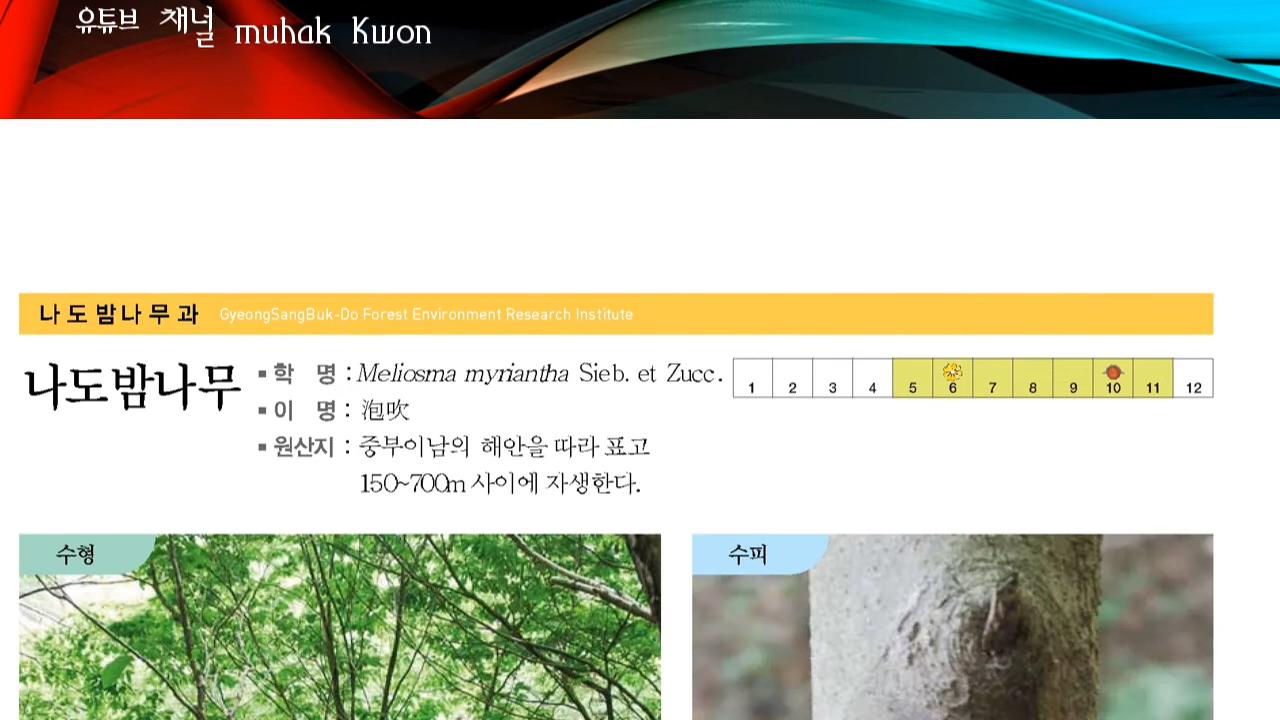 유튜브 채널 muhak Kwon
나도밤나무과 GyeongSangBuk-Do Forest Environment Research Institute
나도밤나무
▪ 학 명 : Meliosma myriantha Sieb. et Zucc.
▪ 이 명 : 泡吹
▪ 원산지 : 중부이남의 해안을 따라 표고
150~700m 사이에 자생한다.
1 2 3 4 5 6 7 8 9 10 11 12
수형
수피